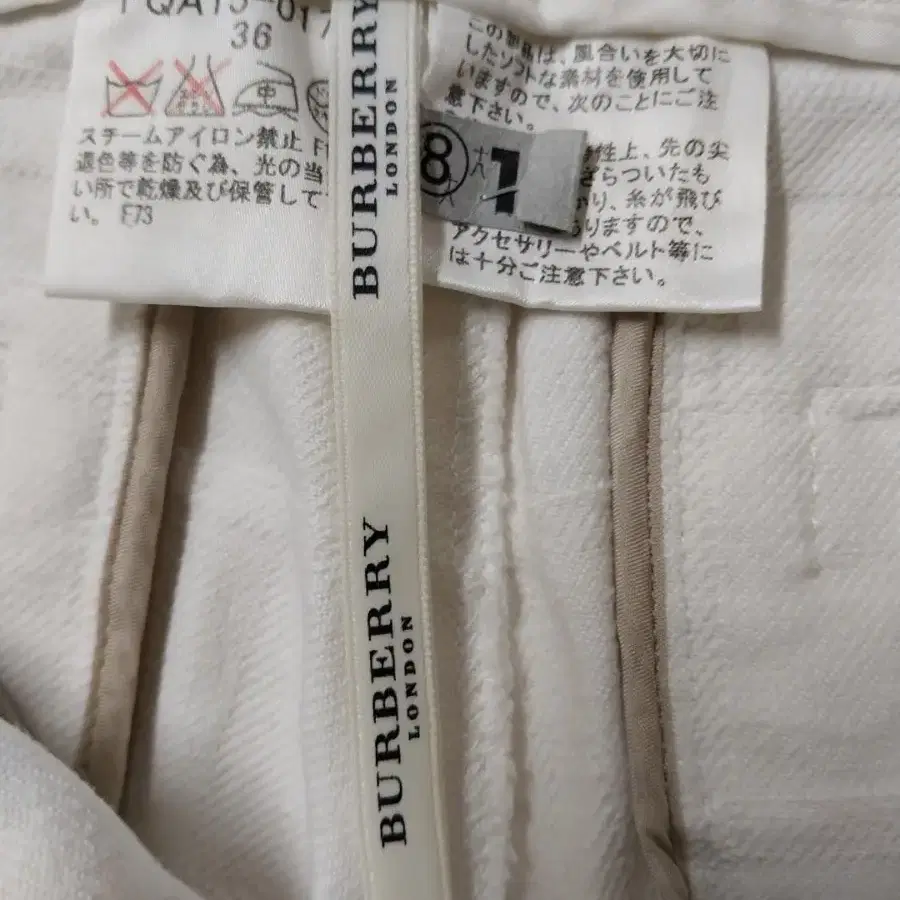 FQA15-017
36
スチームアイロン禁止
退色等を防ぐ為、光の当
い所で乾燥及び保管して
い。 F73
BURBERRY
LONDON
BURBERRY
LONDON
この製品は、風合いを大切に
したソフトな素材を使用して
いますので、次のことにご注
意下さい。
8
1
性上、先の尖
ざらついたも
り、糸が飛び
りますので、
アクセサリーやベルト等に
は十分ご注意下さい。